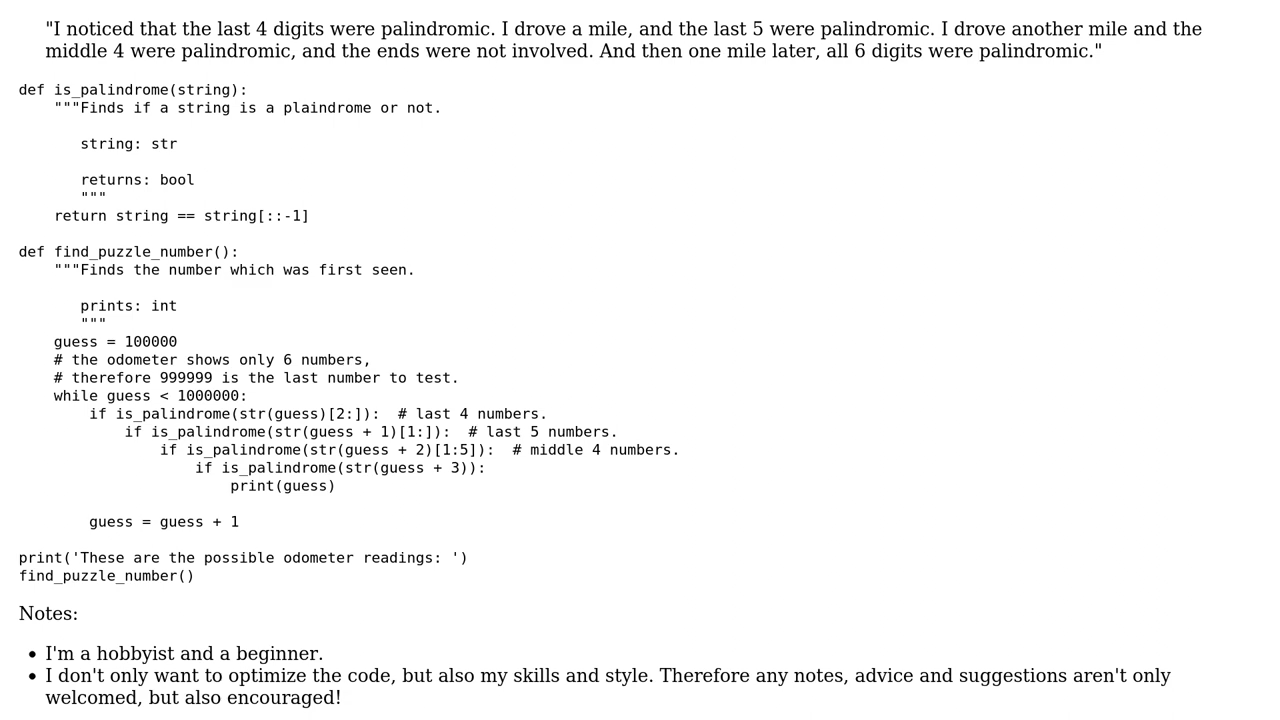 "I noticed that the last 4 digits were palindromic. I drove a mile, and the last 5 were palindromic. I drove another mile and the
middle 4 were palindromic, and the ends were not involved. And then one mile later, all 6 digits were palindromic."
def is_palindrome(string):
    """Finds if a string is a plaindrome or not.
       string: str
       returns: bool
       """
    return string == string[::-1]
def find_puzzle_number():
    """Finds the number which was first seen.
       prints: int
       """
    guess = 100000
    # the odometer shows only 6 numbers,
    # therefore 999999 is the last number to test.
    while guess < 1000000:
        if is_palindrome(str(guess)[2:]):  # last 4 numbers.
            if is_palindrome(str(guess + 1)[1:]):  # last 5 numbers.
                if is_palindrome(str(guess + 2)[1:5]):  # middle 4 numbers.
                    if is_palindrome(str(guess + 3)):
                        print(guess)
        guess = guess + 1
print('These are the possible odometer readings: ')
find_puzzle_number()
Notes:
• I'm a hobbyist and a beginner.
• I don't only want to optimize the code, but also my skills and style. Therefore any notes, advice and suggestions aren't only
welcomed, but also encouraged!